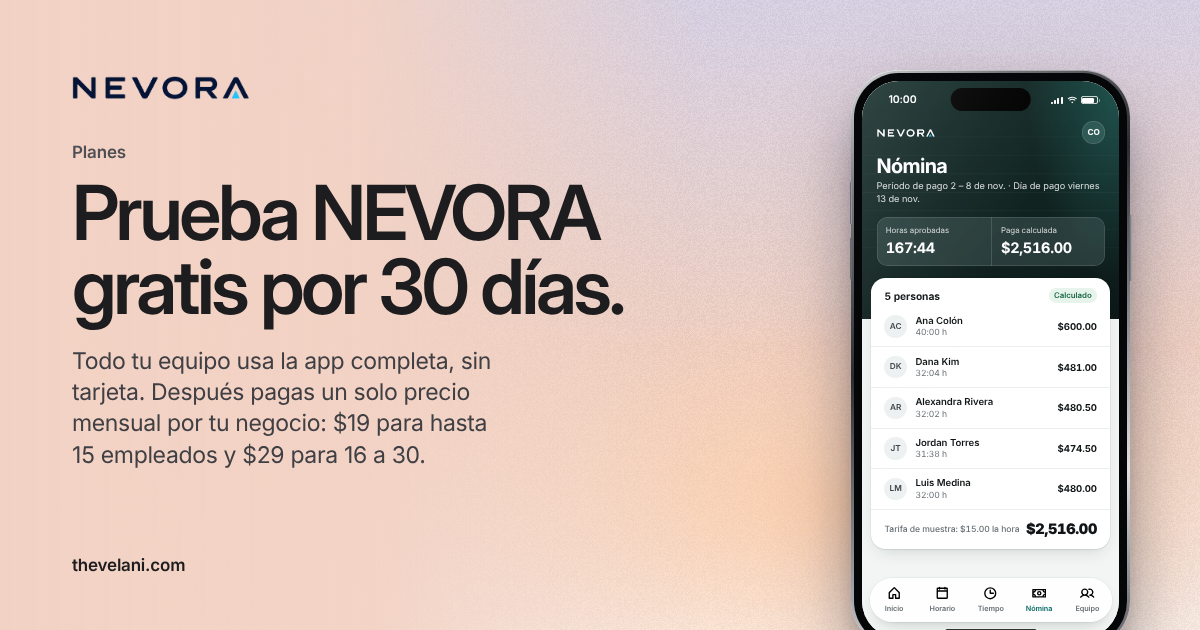 NEVORA
Planes
Prueba NEVORA
gratis por 30 días.
Todo tu equipo usa la app completa, sin
tarjeta. Después pagas un solo precio
mensual por tu negocio: $19 para hasta
15 empleados y $29 para 16 a 30.
thevelani.com
10:00
NEVORA
CO
Nómina
Período de pago 2 – 8 de nov. · Día de pago viernes
13 de nov.
Horas aprobadas
167:44
Paga calculada
$2,516.00
5 personas
Calculado
AC
Ana Colón
40:00 h
$600.00
DK
Dana Kim
32:04 h
$481.00
AR
Alexandra Rivera
32:02 h
$480.50
JT
Jordan Torres
31:38 h
$474.50
LM
Luis Medina
32:00 h
$480.00
Tarifa de muestra: $15.00 la hora
$2,516.00
Inicio
Horario
Tiempo
Nómina
Equipo